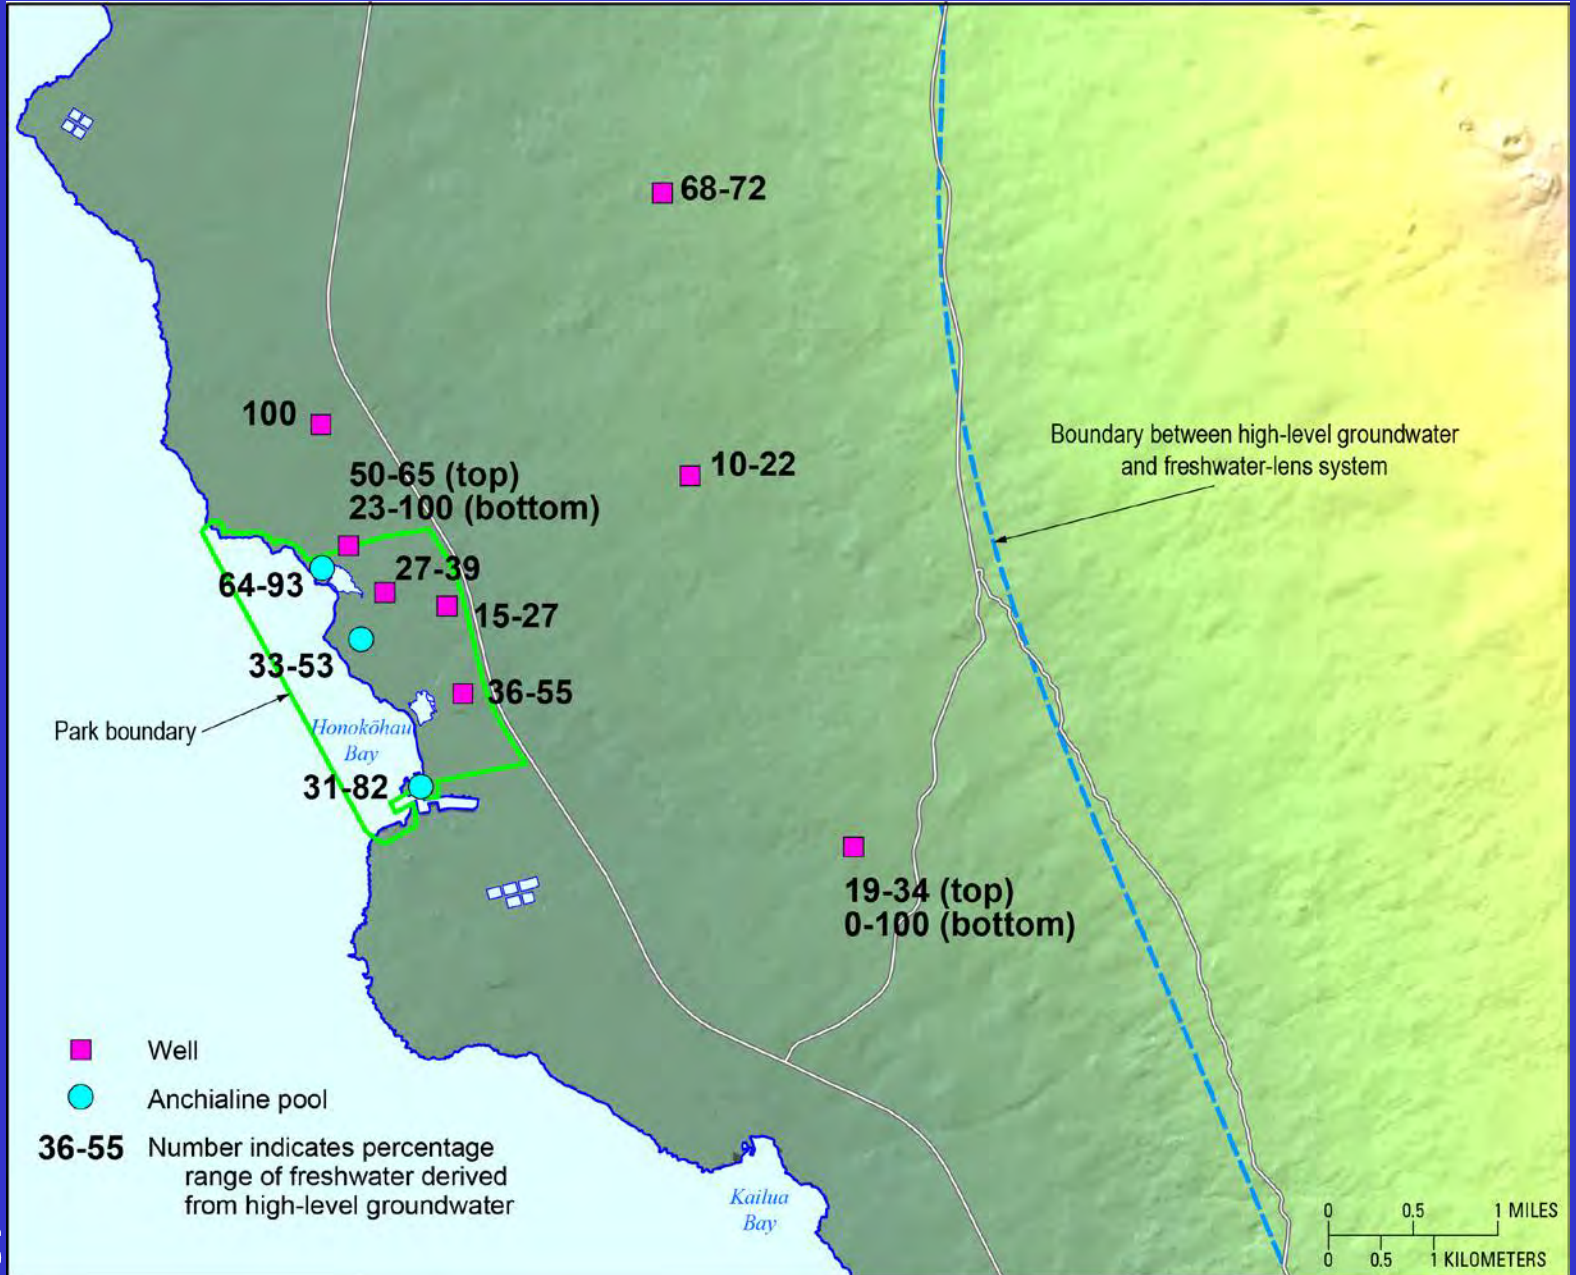 68-72
100
50-65 (top)
23-100 (bottom)
10-22
Boundary between high-level groundwater
and freshwater-lens system
27-39
64-93
15-27
33-53
36-55
Park boundary
Honokōhau
Bay
31-82
19-34 (top)
0-100 (bottom)
Well
Anchialine pool
36-55 Number indicates percentage
range of freshwater derived
from high-level groundwater
Kailua
Bay
0 0.5 1 MILES
0 0.5 1 KILOMETERS